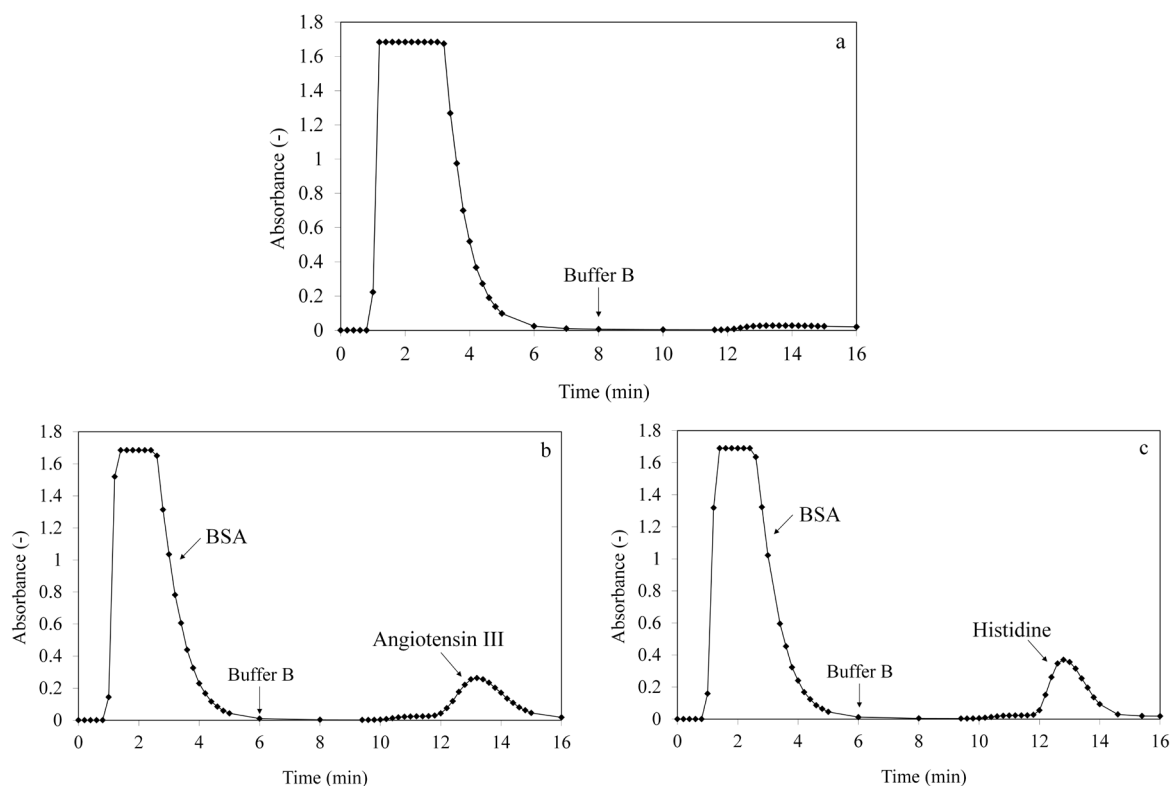 a
1.8
1.6
1.4
1.2
1
0.8
0.6
0.4
0.2
0
Absorbance (-)
Buffer B
0 2 4 6 8 10 12 14 16
Time (min)
b
1.8
1.6
1.4
1.2
1
0.8
0.6
0.4
0.2
0
Absorbance (-)
BSA
Angiotensin III
Buffer B
0 2 4 6 8 10 12 14 16
Time (min)
c
1.8
1.6
1.4
1.2
1
0.8
0.6
0.4
0.2
0
Absorbance (-)
BSA
Histidine
Buffer B
0 2 4 6 8 10 12 14 16
Time (min)